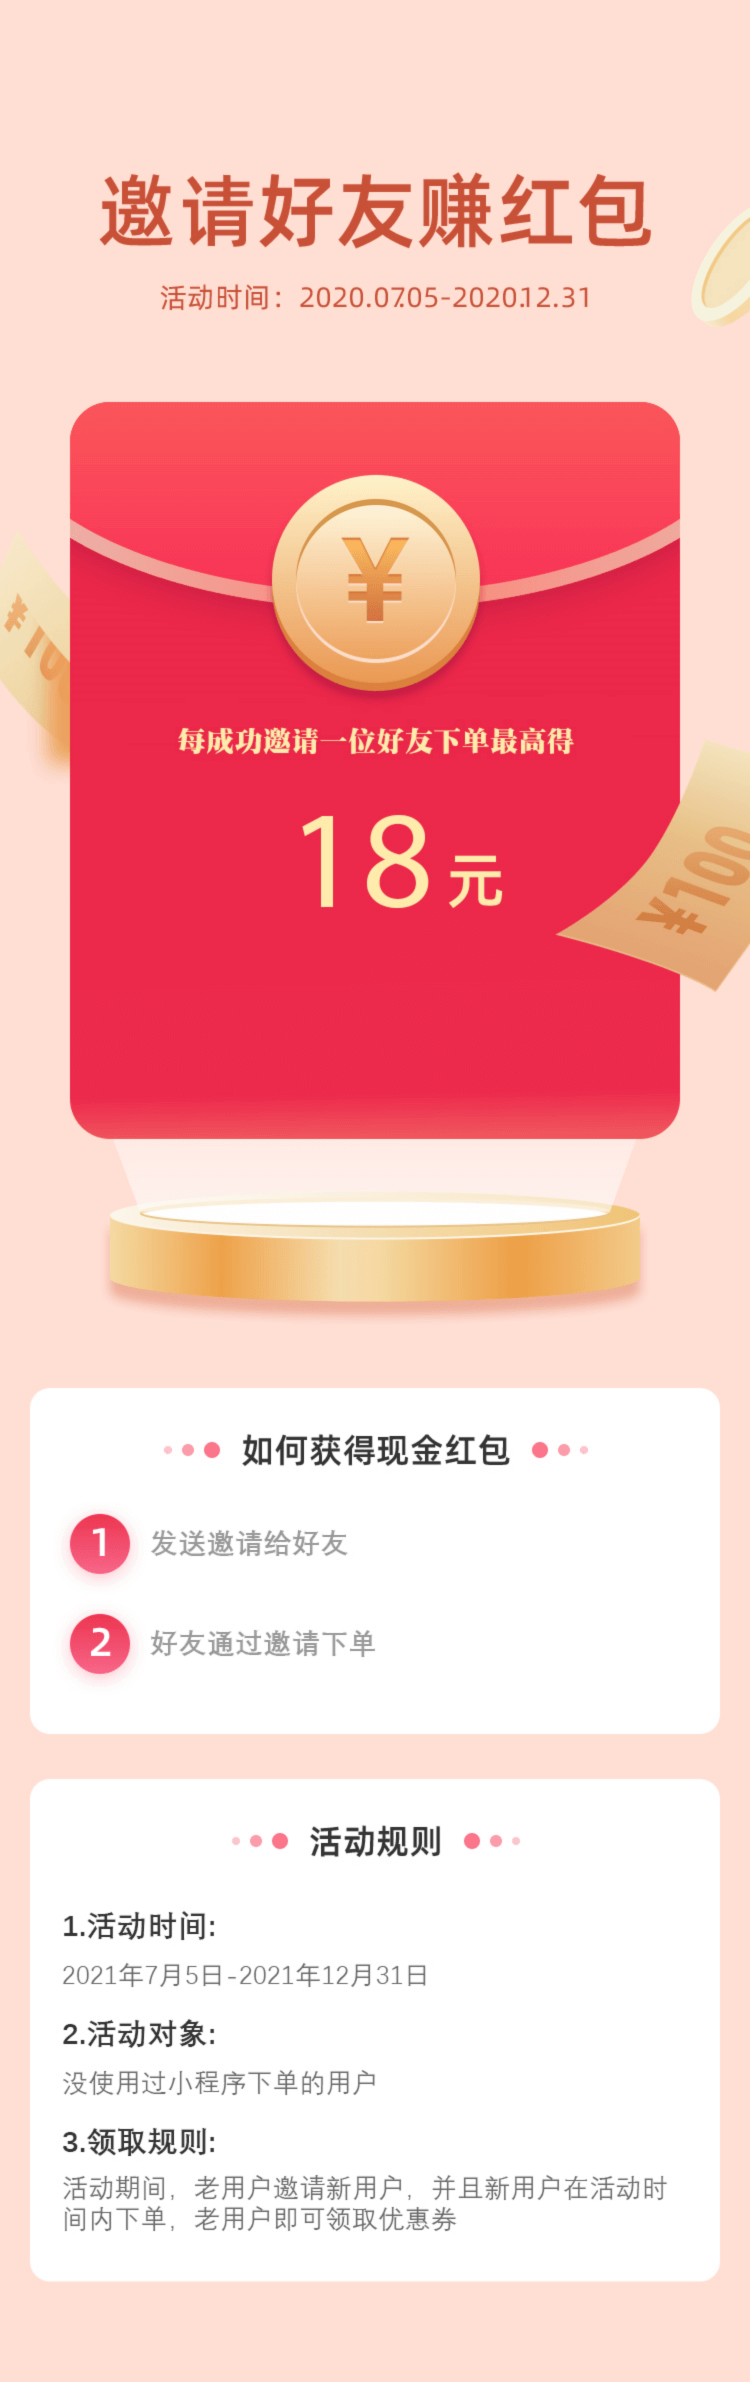 邀请好友赚红包
活动时间：2020.07.05-2020.12.31
¥
¥100
每成功邀请一位好友下单最高得
18元
¥100
如何获得现金红包
1 发送邀请给好友
2 好友通过邀请下单
活动规则
1.活动时间:
2021年7月5日-2021年12月31日
2.活动对象:
没使用过小程序下单的用户
3.领取规则:
活动期间，老用户邀请新用户，并且新用户在活动时
间内下单，老用户即可领取优惠券